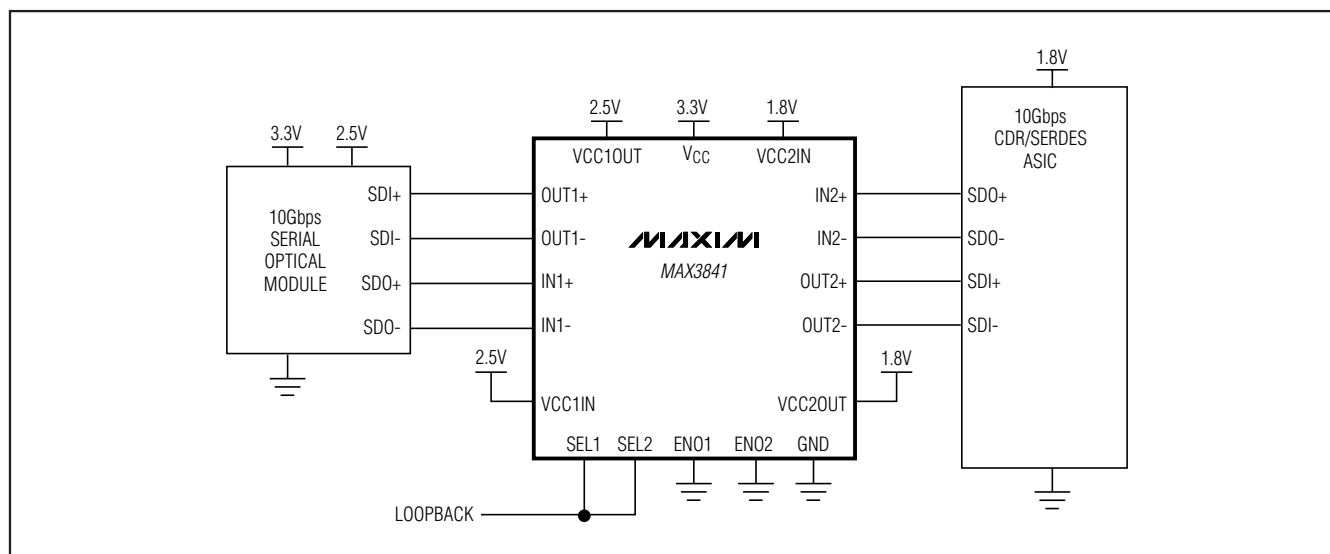 3.3V
2.5V
10Gbps
SERIAL
OPTICAL
MODULE
SDI+
SDI-
SDO+
SDO-
2.5V
3.3V
1.8V
VCC1OUT
VCC
VCC2IN
OUT1+
OUT1-
IN1+
IN1-
MAXIM
MAX3841
IN2+
IN2-
OUT2+
OUT2-
2.5V
VCC1IN
1.8V
VCC2OUT
SEL1
SEL2
ENO1
ENO2
GND
LOOPBACK
1.8V
10Gbps
CDR/SERDES
ASIC
SDO+
SDO-
SDI+
SDI-